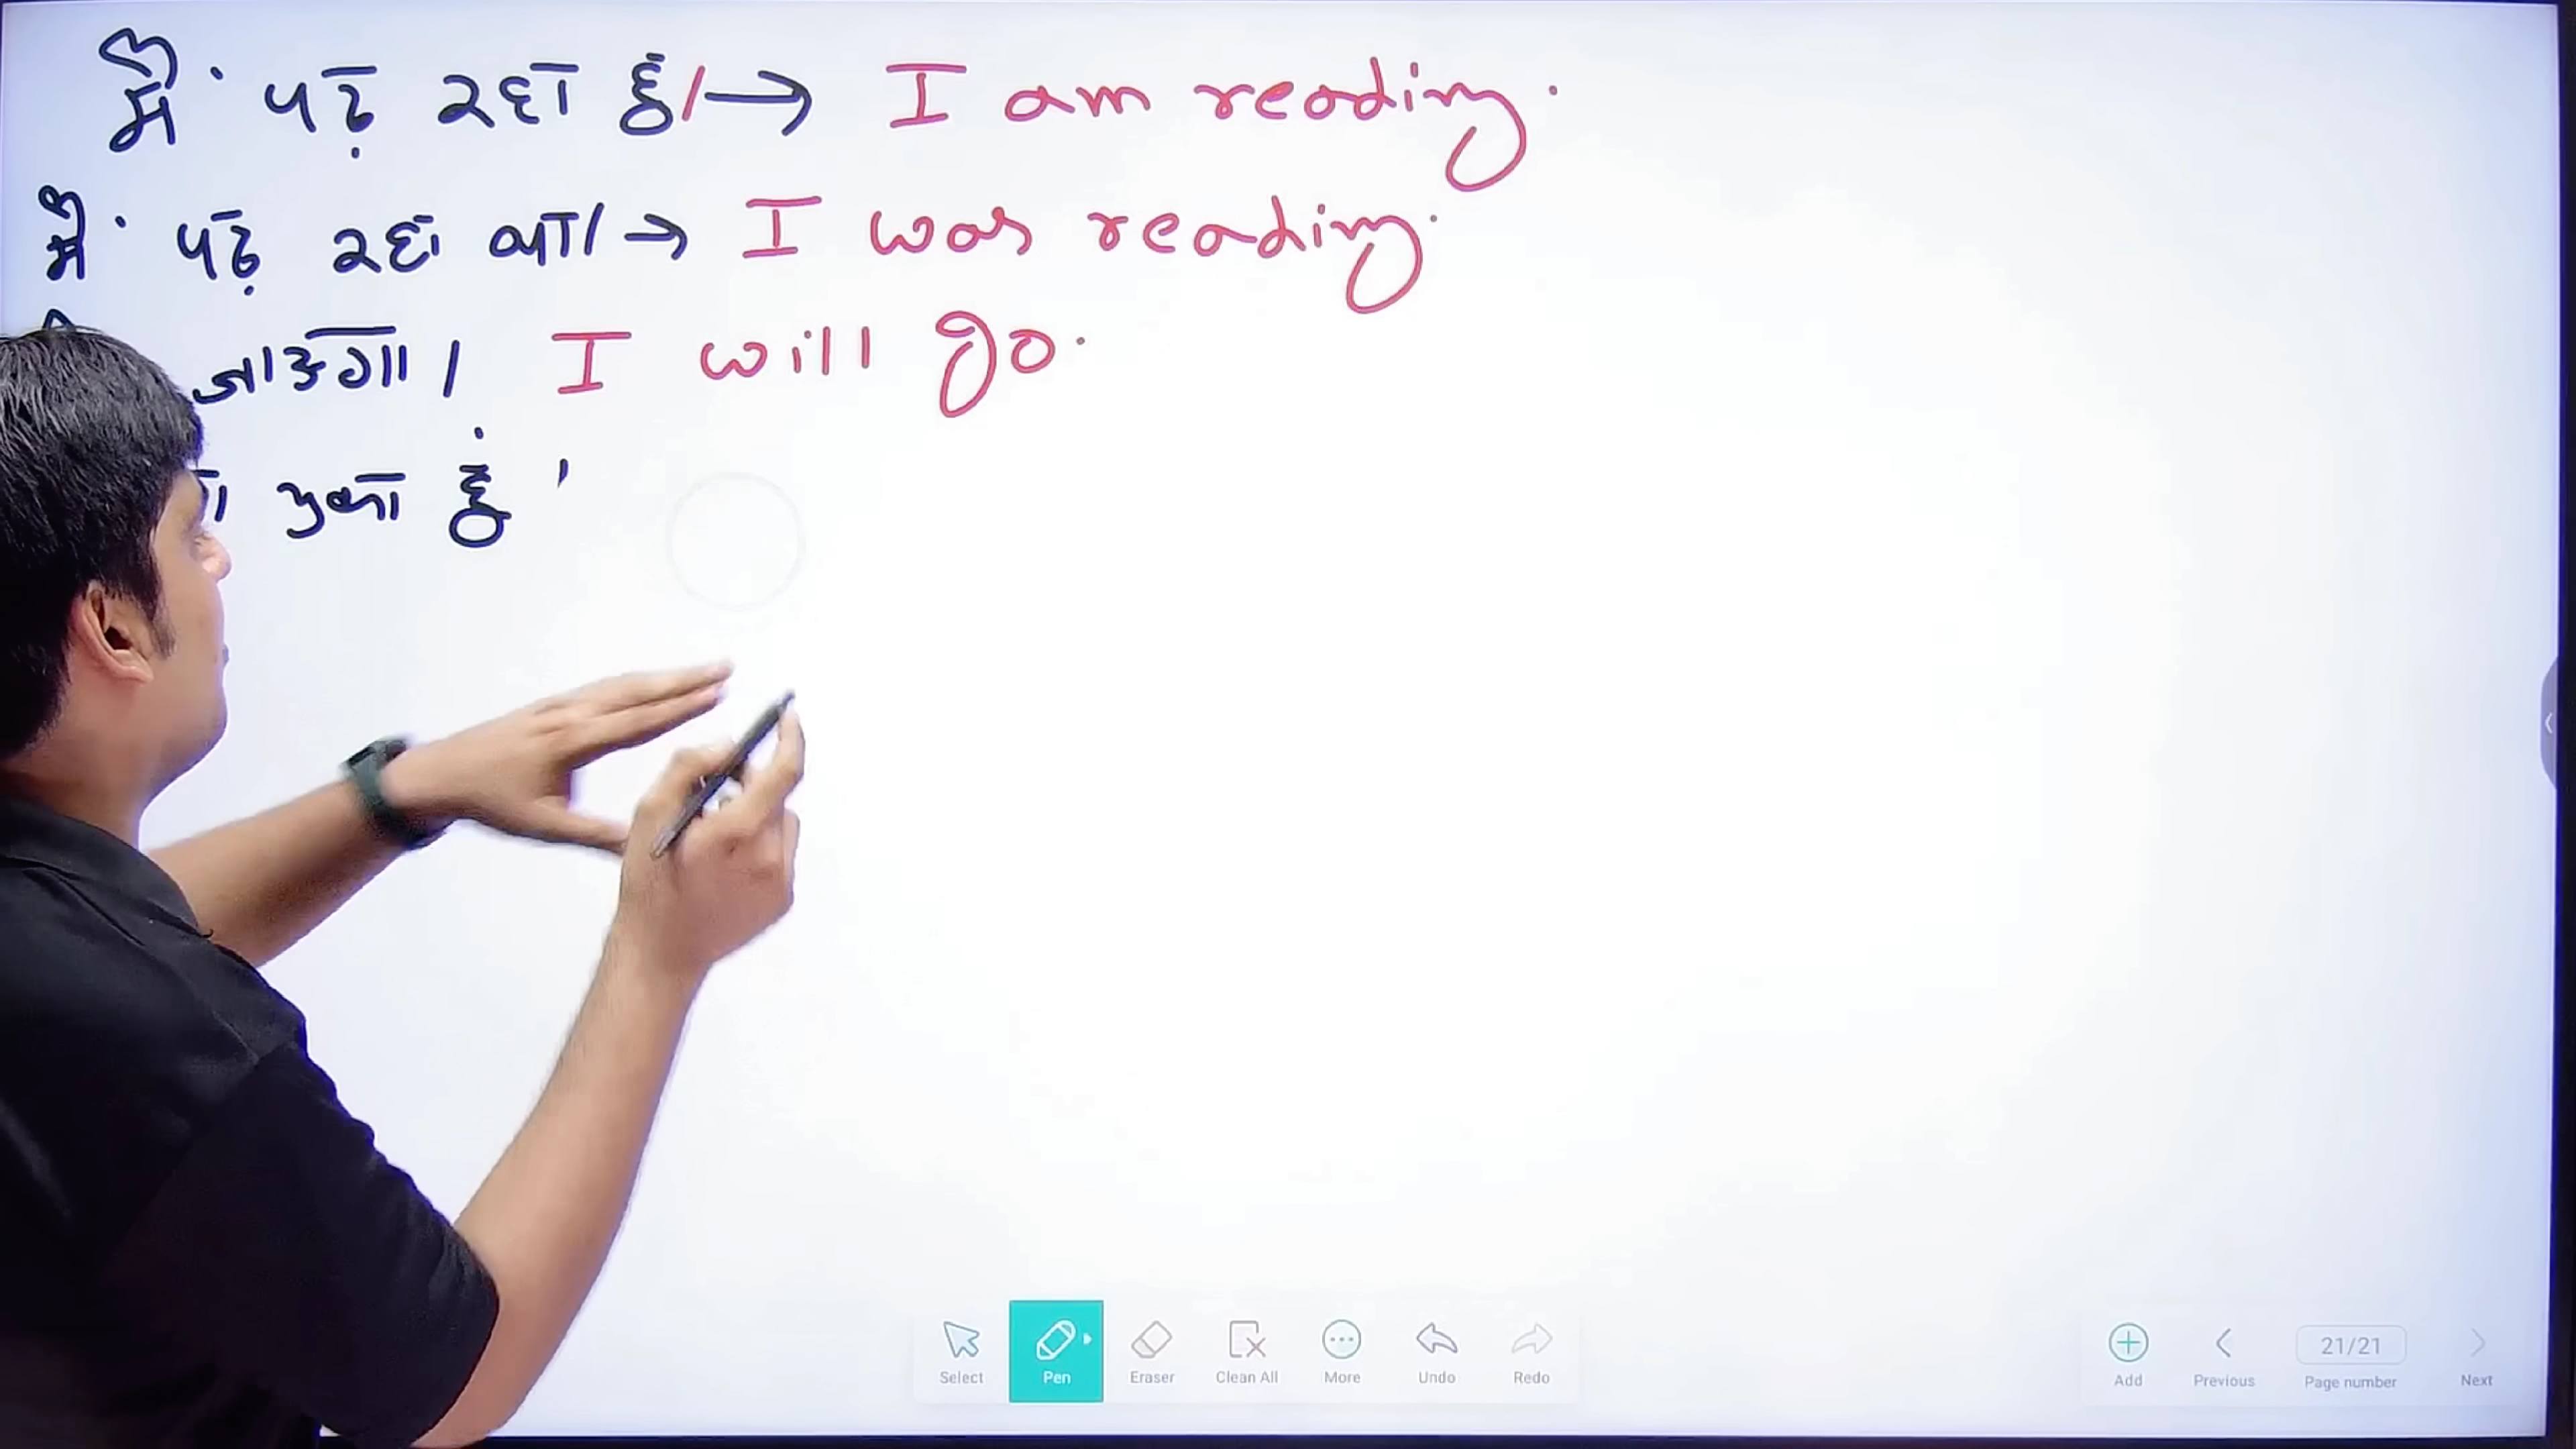 मैं पढ़ रहा हूँ। → I am reading.
मैं पढ़ रहा था। → I was reading.
जाऊगा। I will go.
चुका हूँ ।
Select Pen Eraser Clean All More Undo Redo
Add Previous 21/21 Page number Next